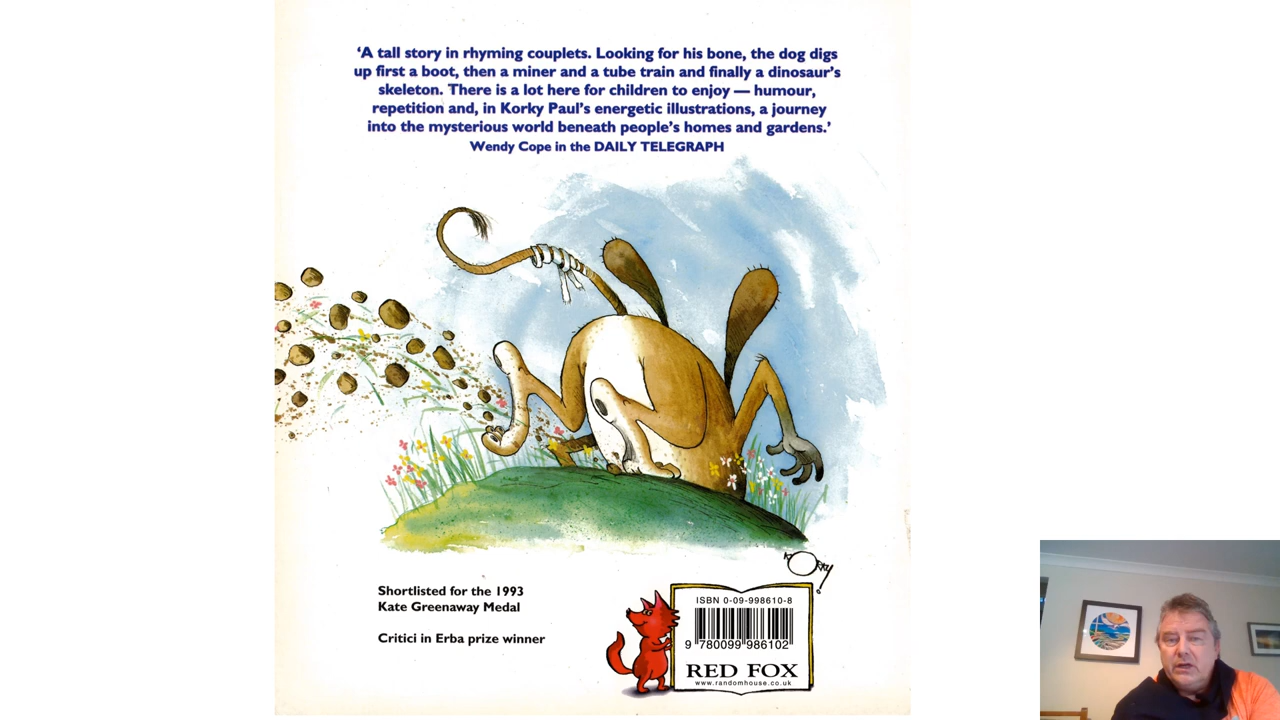 ‘A tall story in rhyming couplets. Looking for his bone, the dog digs
up first a boot, then a miner and a tube train and finally a dinosaur’s
skeleton. There is a lot here for children to enjoy — humour,
repetition and, in Korky Paul’s energetic illustrations, a journey
into the mysterious world beneath people’s homes and gardens.’
Wendy Cope in the DAILY TELEGRAPH
Korky!
Shortlisted for the 1993
Kate Greenaway Medal
Critici in Erba prize winner
ISBN 0-09-998610-8
9 780099 986102
RED FOX
www.randomhouse.co.uk